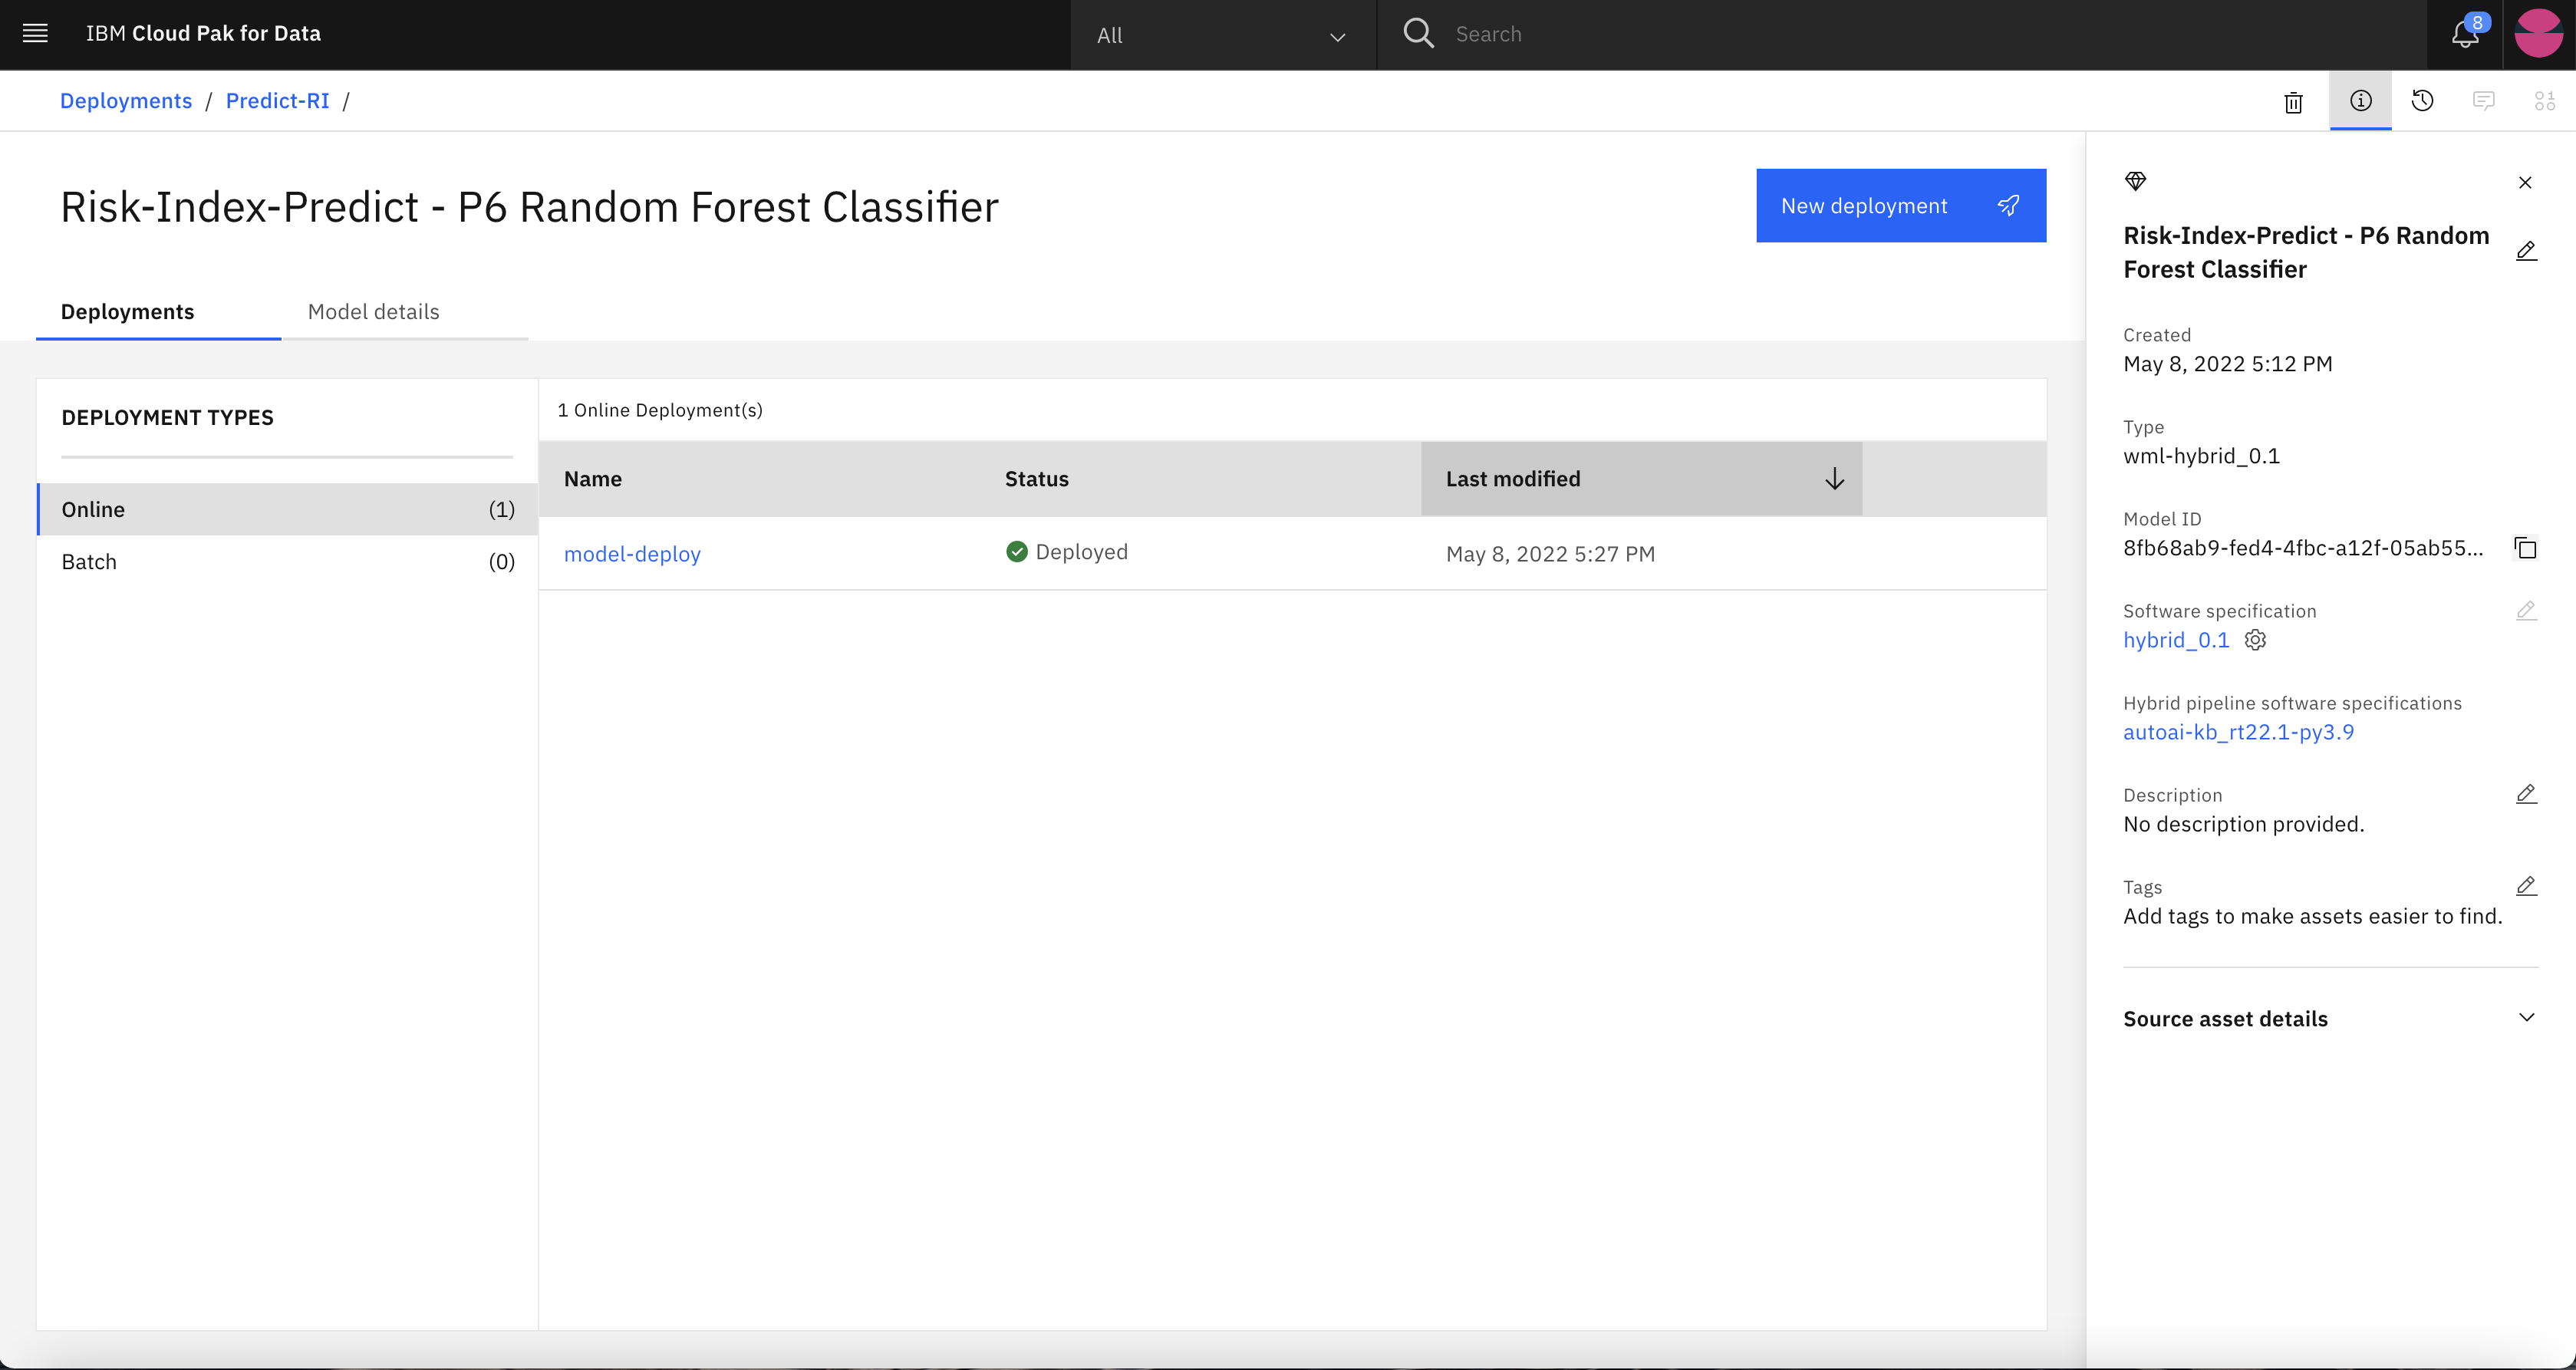 IBM Cloud Pak for Data
All
Search
8
Deployments / Predict-RI /
Risk-Index-Predict - P6 Random Forest Classifier
New deployment
Deployments
Model details
DEPLOYMENT TYPES
Online (1)
Batch (0)
1 Online Deployment(s)
Name Status Last modified
model-deploy Deployed May 8, 2022 5:27 PM
Risk-Index-Predict - P6 Random
Forest Classifier
Created
May 8, 2022 5:12 PM
Type
wml-hybrid_0.1
Model ID
8fb68ab9-fed4-4fbc-a12f-05ab55...
Software specification
hybrid_0.1
Hybrid pipeline software specifications
autoai-kb_rt22.1-py3.9
Description
No description provided.
Tags
Add tags to make assets easier to find.
Source asset details